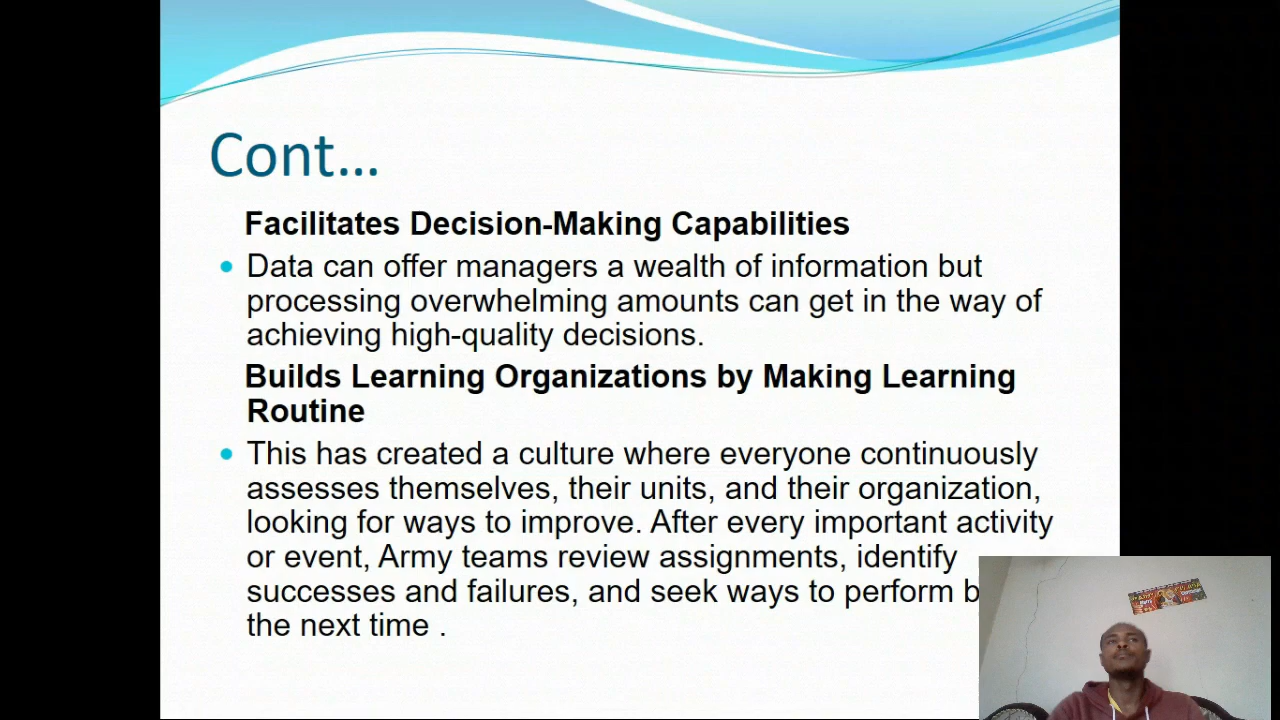 Cont...
Facilitates Decision-Making Capabilities
Data can offer managers a wealth of information but
processing overwhelming amounts can get in the way of
achieving high-quality decisions.
Builds Learning Organizations by Making Learning
Routine
This has created a culture where everyone continuously
assesses themselves, their units, and their organization,
looking for ways to improve. After every important activity
or event, Army teams review assignments, identify
successes and failures, and seek ways to perform
the next time .